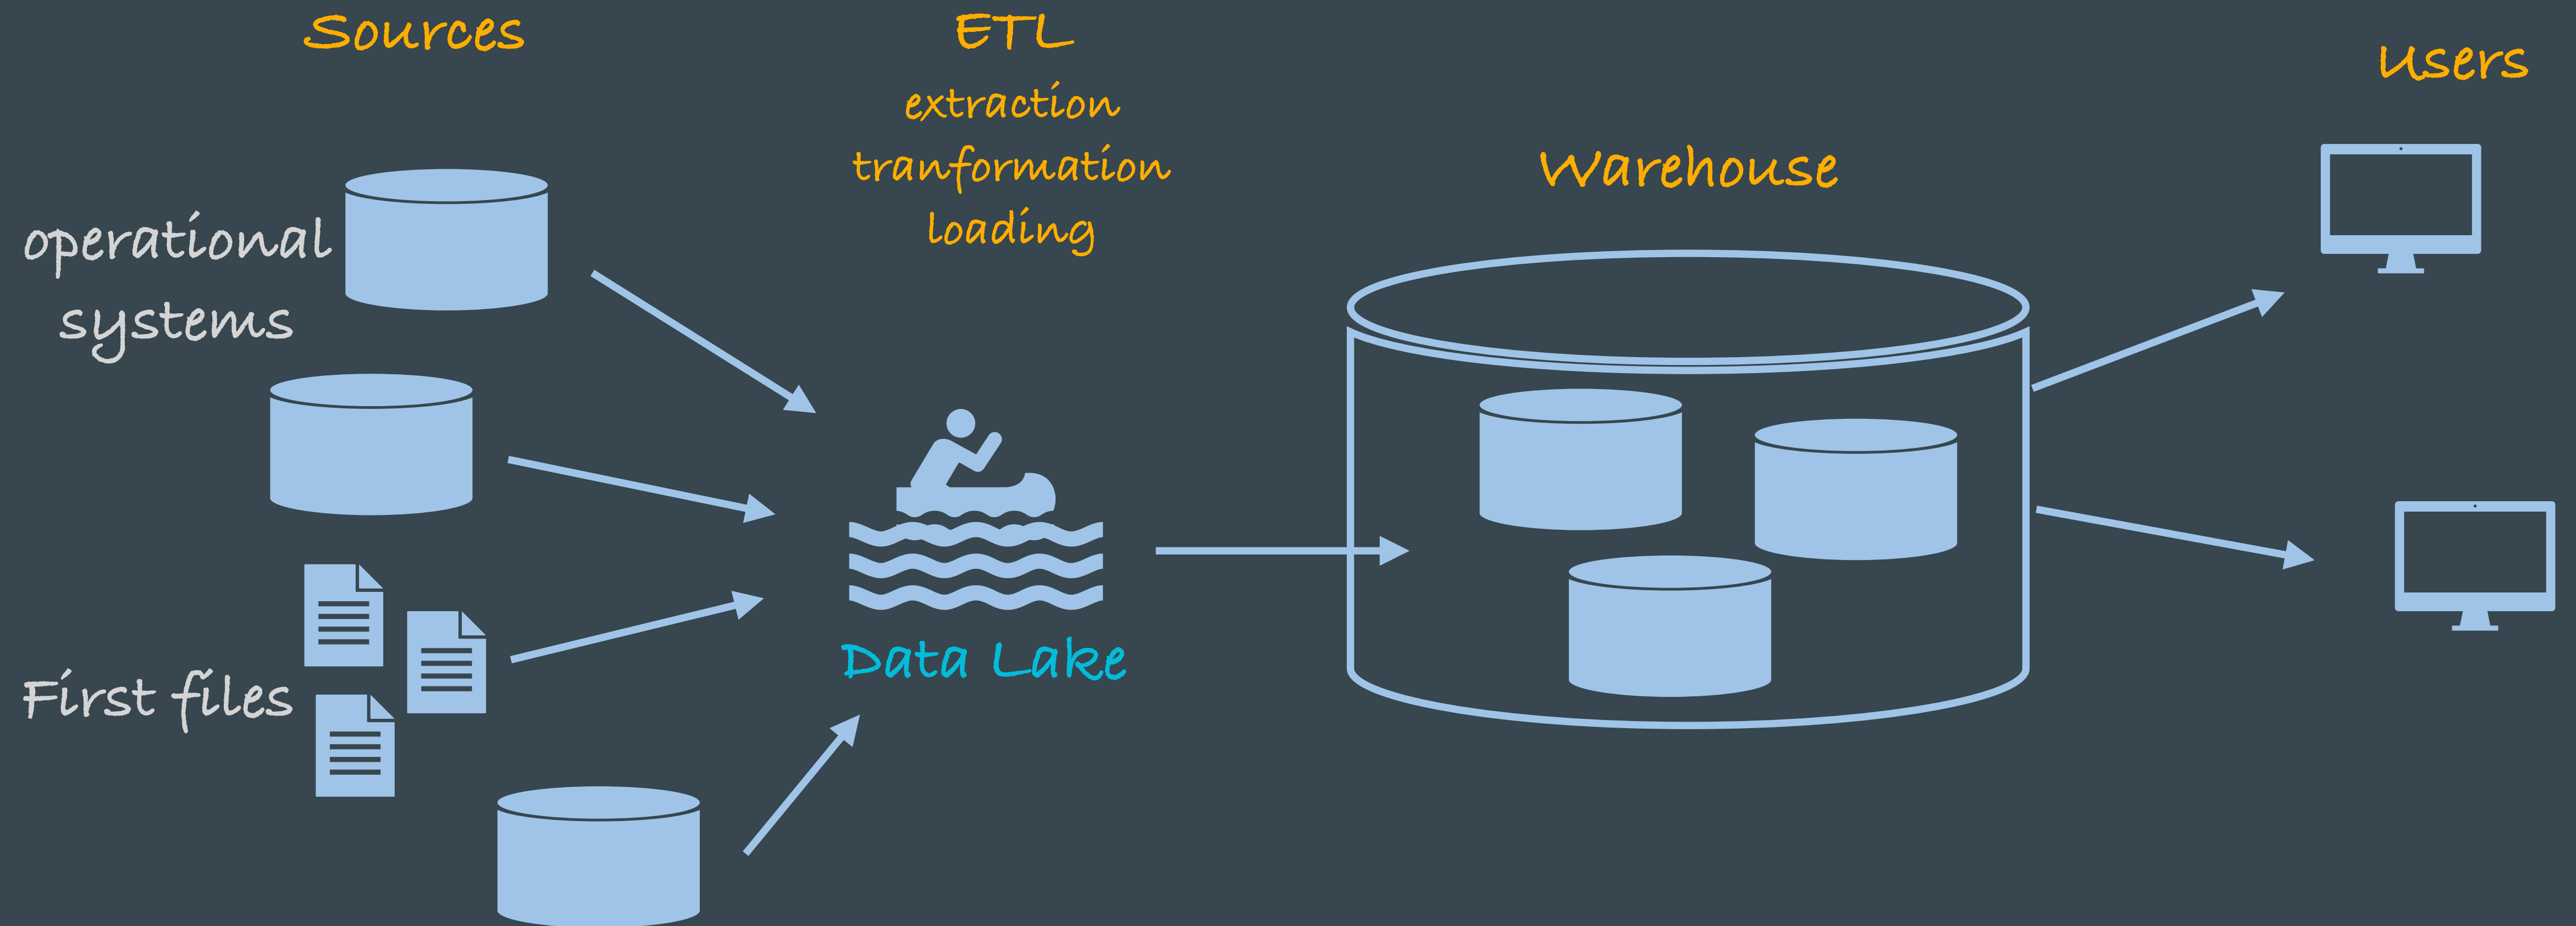 Sources
ETL
extraction
tranformation
loading
Users
Warehouse
operational
systems
First files
Data Lake